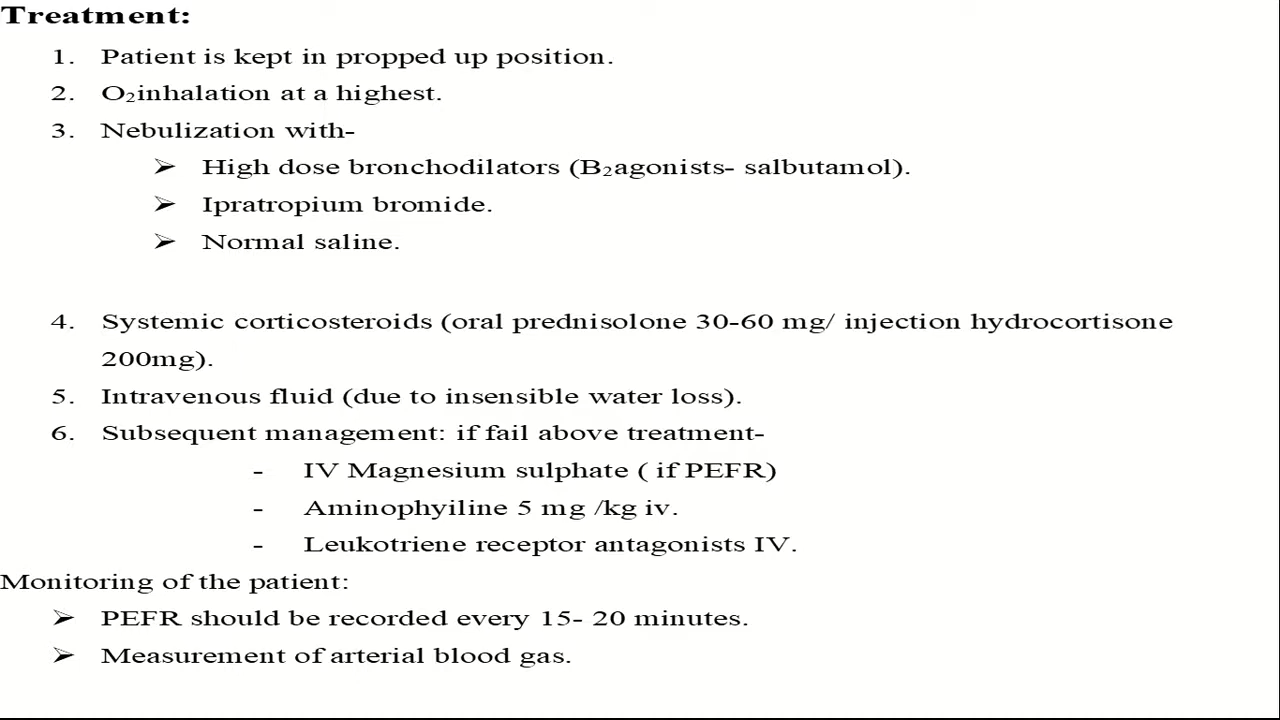 Treatment:
1. Patient is kept in propped up position.
2. O₂inhalation at a highest.
3. Nebulization with-
➢ High dose bronchodilators (B₂agonists- salbutamol).
➢ Ipratropium bromide.
➢ Normal saline.
4. Systemic corticosteroids (oral prednisolone 30-60 mg/ injection hydrocortisone
200mg).
5. Intravenous fluid (due to insensible water loss).
6. Subsequent management: if fail above treatment-
- IV Magnesium sulphate ( if PEFR)
- Aminophyiline 5 mg /kg iv.
- Leukotriene receptor antagonists IV.
Monitoring of the patient:
➢ PEFR should be recorded every 15- 20 minutes.
➢ Measurement of arterial blood gas.